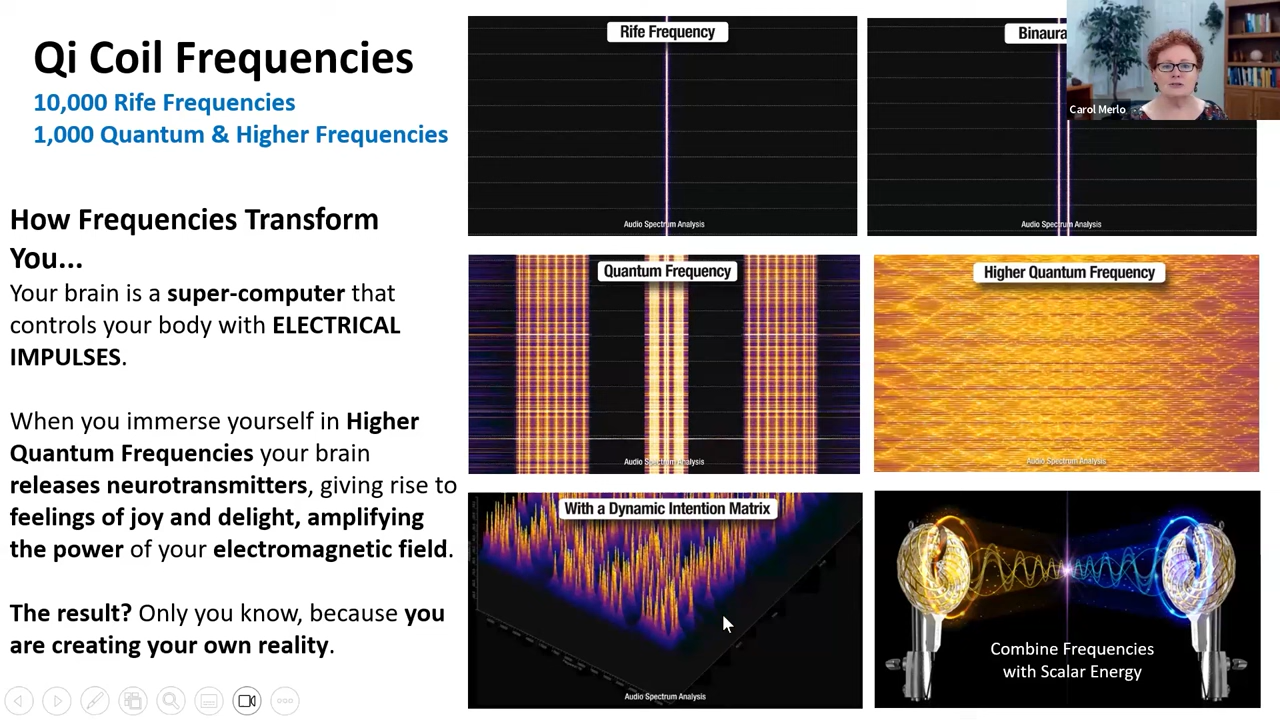 Qi Coil Frequencies
10,000 Rife Frequencies
1,000 Quantum & Higher Frequencies
How Frequencies Transform
You...
Your brain is a super-computer that
controls your body with ELECTRICAL
IMPULSES.
When you immerse yourself in Higher
Quantum Frequencies your brain
releases neurotransmitters, giving rise to
feelings of joy and delight, amplifying
the power of your electromagnetic field.
The result? Only you know, because you
are creating your own reality.
Rife Frequency
Audio Spectrum Analysis
Binaura
Audio Spectrum Analysis
Carol Merlo
Quantum Frequency
Audio Spectrum Analysis
Higher Quantum Frequency
Audio Spectrum Analysis
With a Dynamic Intention Matrix
Audio Spectrum Analysis
Combine Frequencies
with Scalar Energy